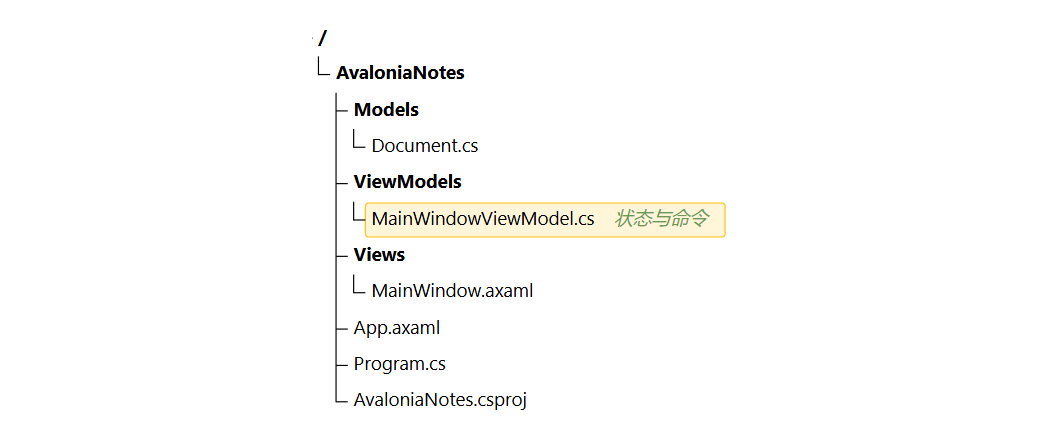 /
AvaloniaNotes
Models
Document.cs
ViewModels
MainWindowViewModel.cs 状态与命令
Views
MainWindow.axaml
App.axaml
Program.cs
AvaloniaNotes.csproj